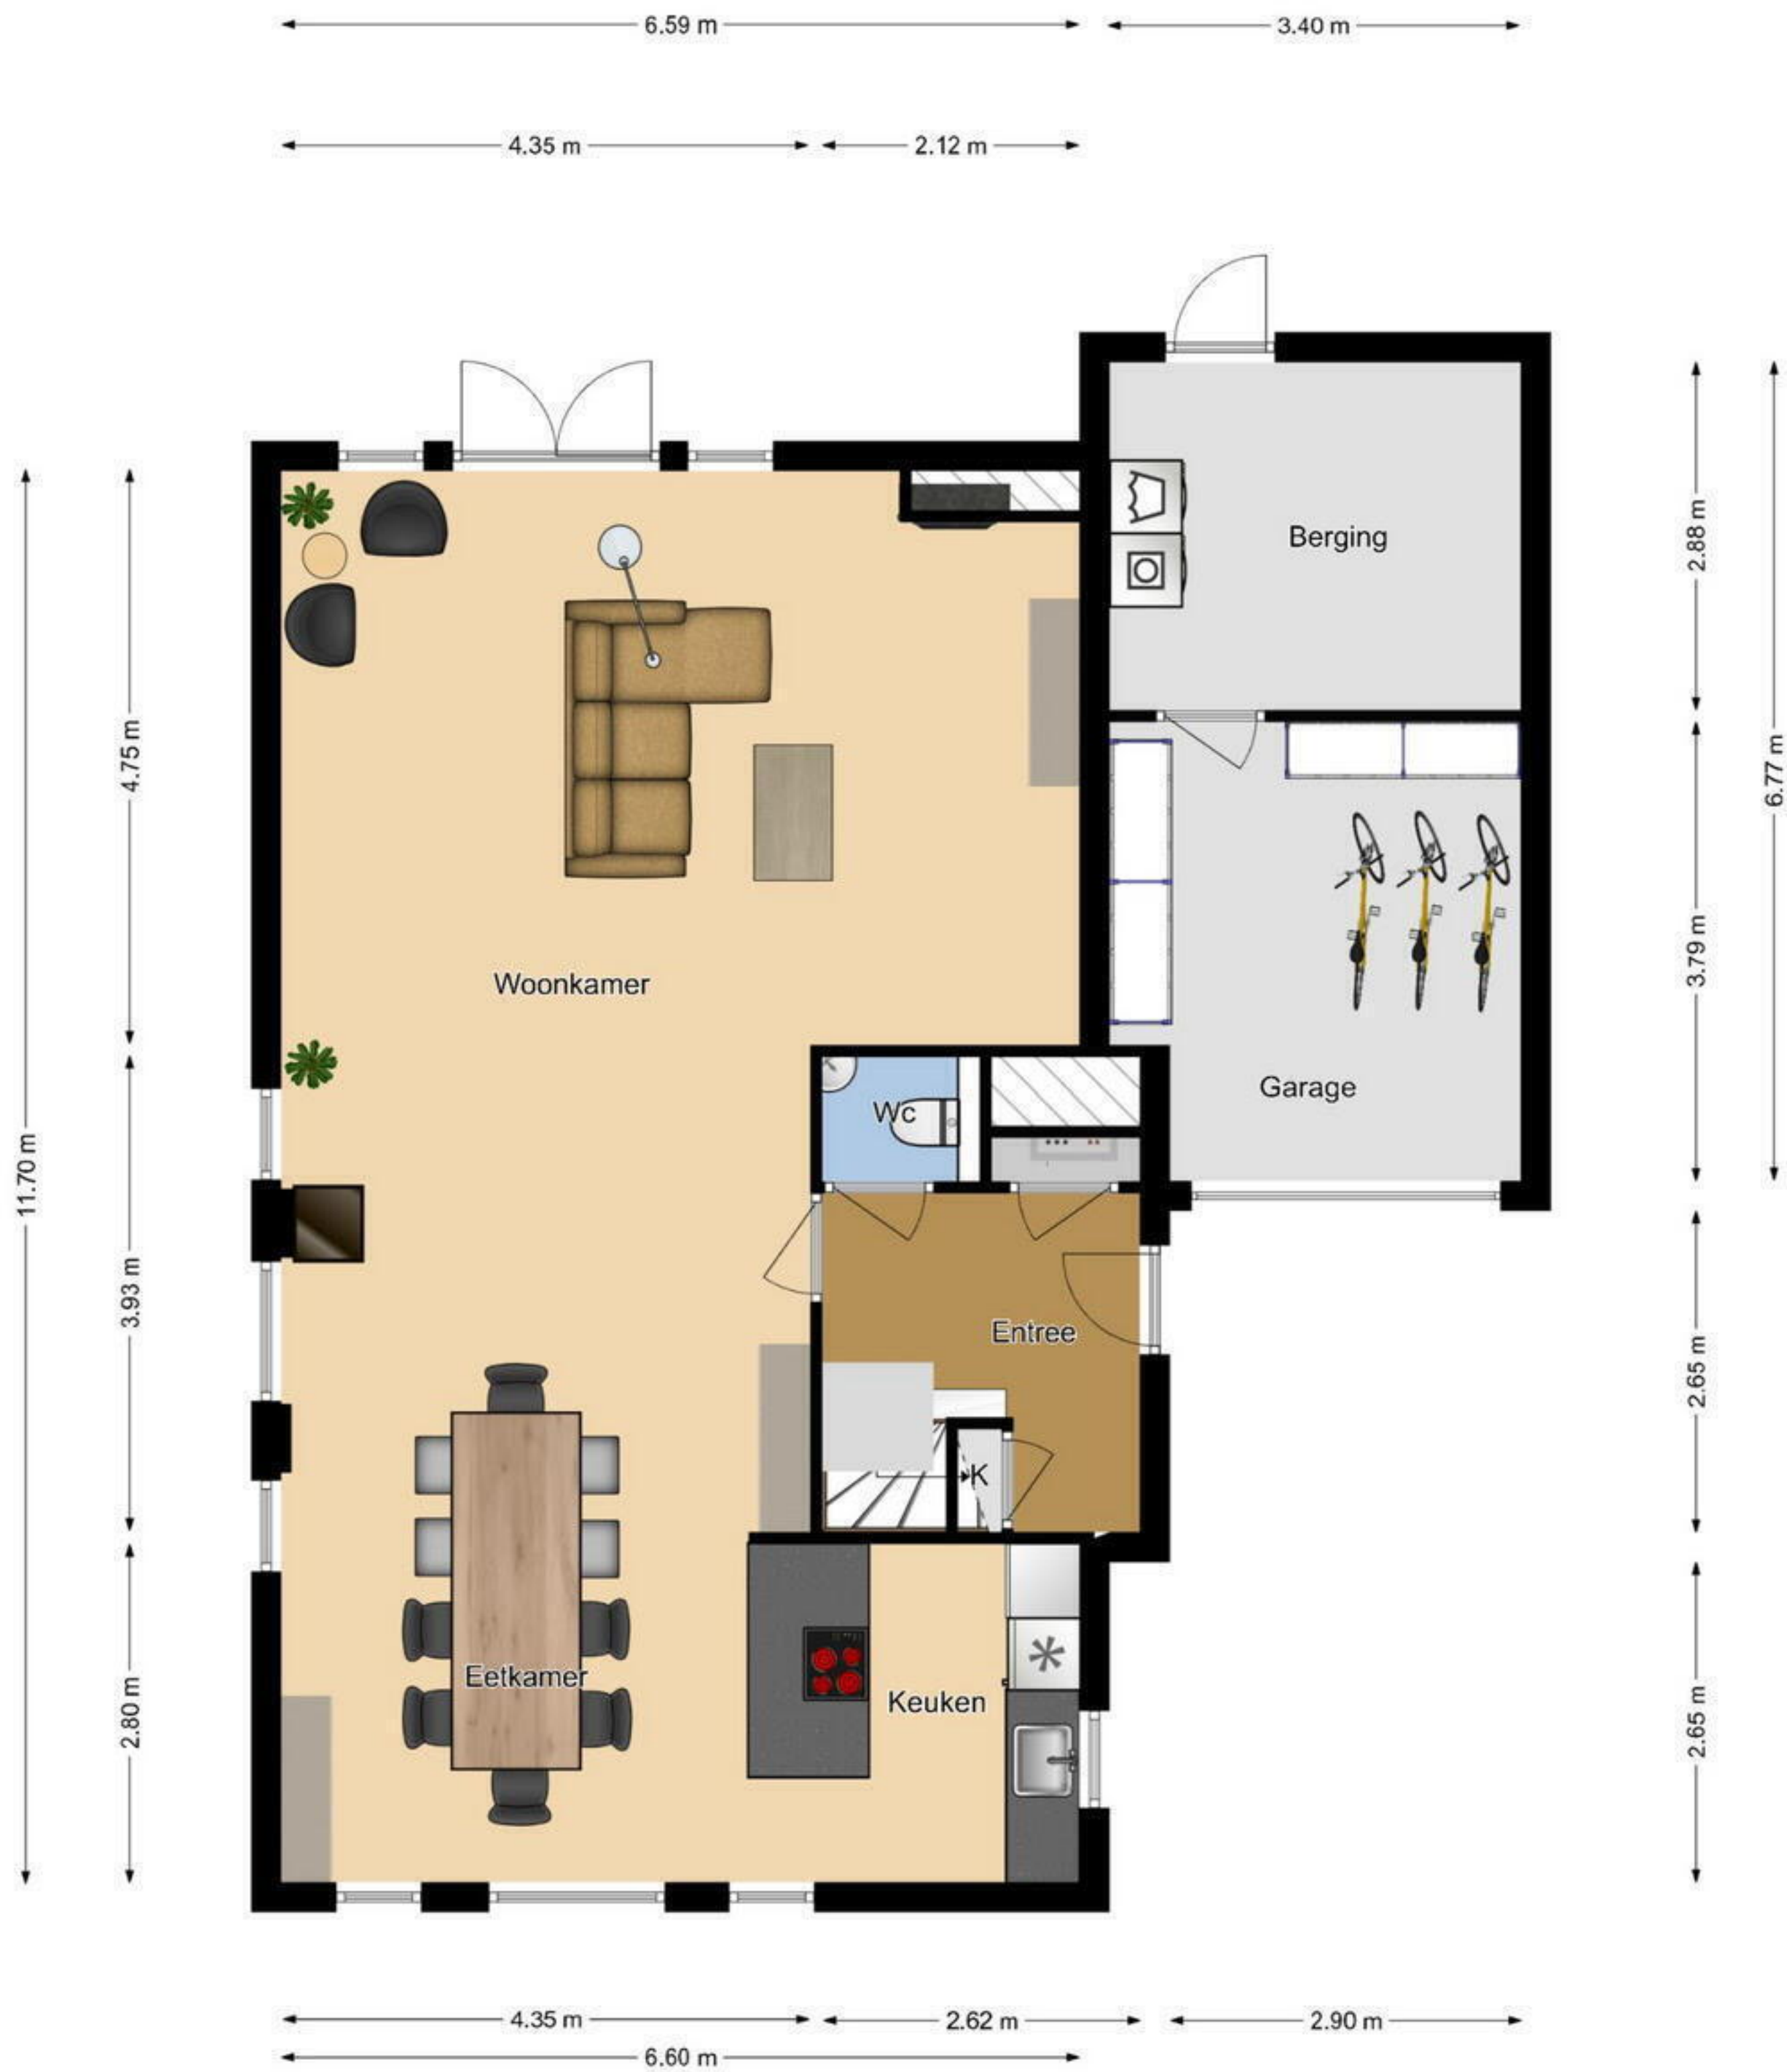 6.59 m
3.40 m
4.35 m
2.12 m
Berging
2.88 m
4.75 m
6.77 m
3.79 m
Woonkamer
Garage
Wc
11.70 m
3.93 m
Entree
2.65 m
K
Eetkamer
Keuken
2.80 m
2.65 m
4.35 m
2.62 m
2.90 m
6.60 m